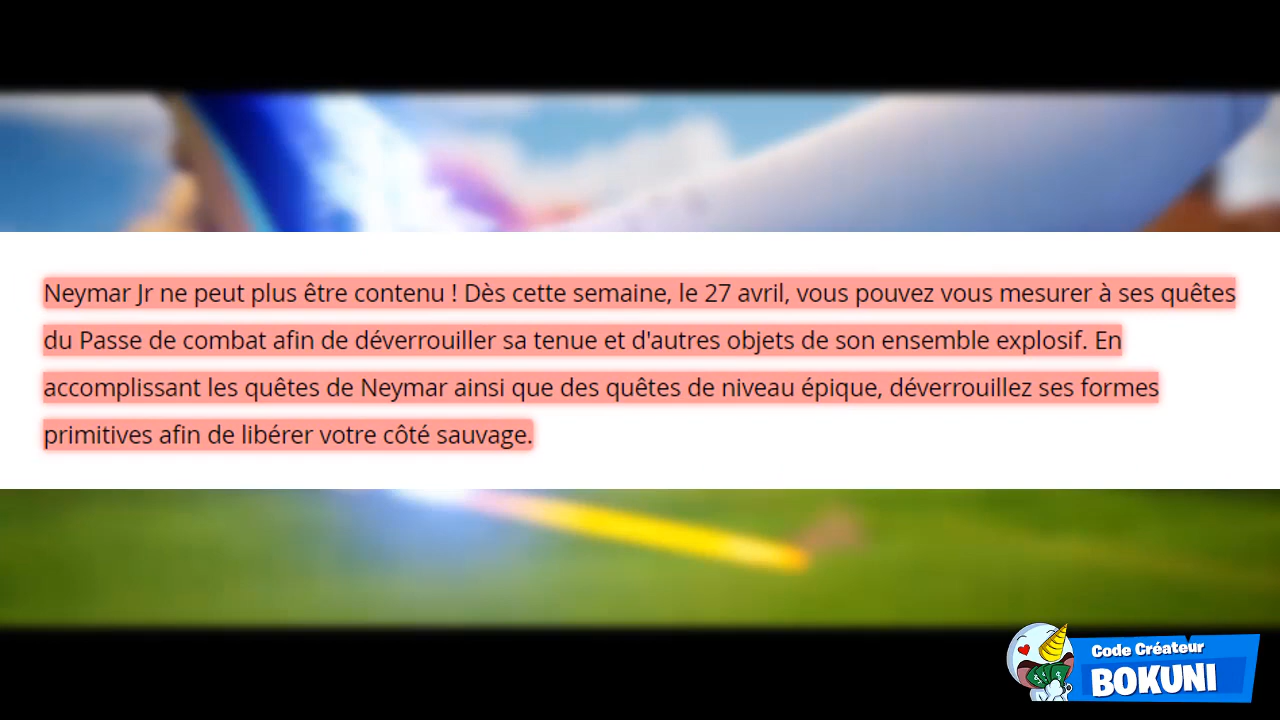 Neymar Jr ne peut plus être contenu ! Dès cette semaine, le 27 avril, vous pouvez vous mesurer à ses quêtes
du Passe de combat afin de déverrouiller sa tenue et d'autres objets de son ensemble explosif. En
accomplissant les quêtes de Neymar ainsi que des quêtes de niveau épique, déverrouillez ses formes
primitives afin de libérer votre côté sauvage.
Code Créateur
BOKUNI